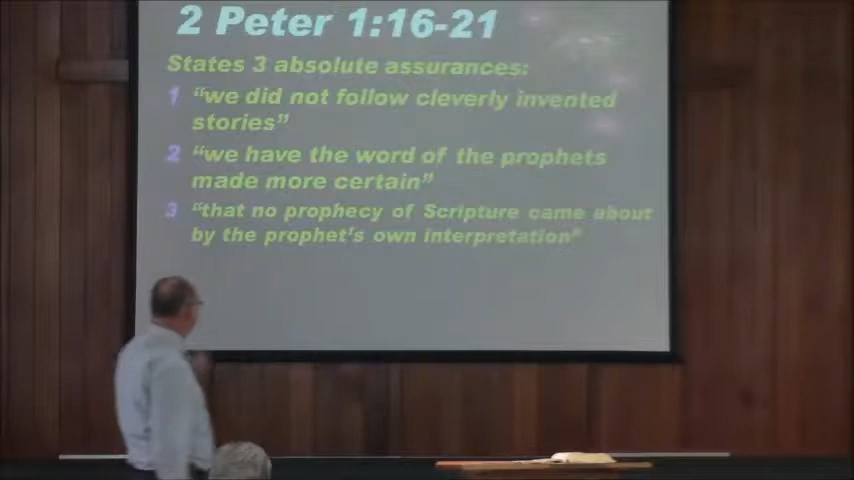 2 Peter 1:16-21
States 3 absolute assurances:
1 “we did not follow cleverly invented
stories”
2 “we have the word of the prophets
made more certain”
3 “that no prophecy of Scripture came about
by the prophet's own interpretation”